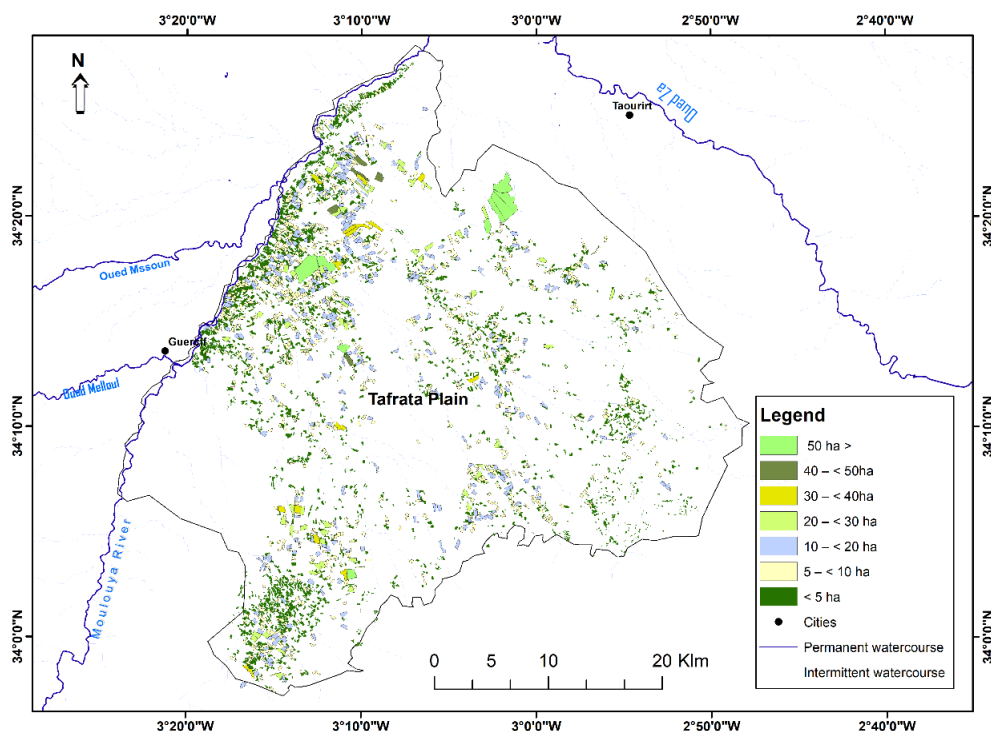 3°20'0"W 3°10'0"W 3°0'0"W 2°50'0"W 2°40'0"W
N
Taourirt
Ouad Za
34°20'0"N
34°20'0"N
Oued Mssoun
Guercif
Ouad Melloul
Tafrata Plain
34°10'0"N
34°10'0"N
Moulouya River
34°0'0"N
34°0'0"N
Legend
50 ha >
40 – < 50ha
30 – < 40ha
20 – < 30 ha
10 – < 20 ha
5 – < 10 ha
< 5 ha
Cities
Permanent watercourse
Intermittent watercourse
0 5 10 20 Klm
3°20'0"W 3°10'0"W 3°0'0"W 2°50'0"W 2°40'0"W